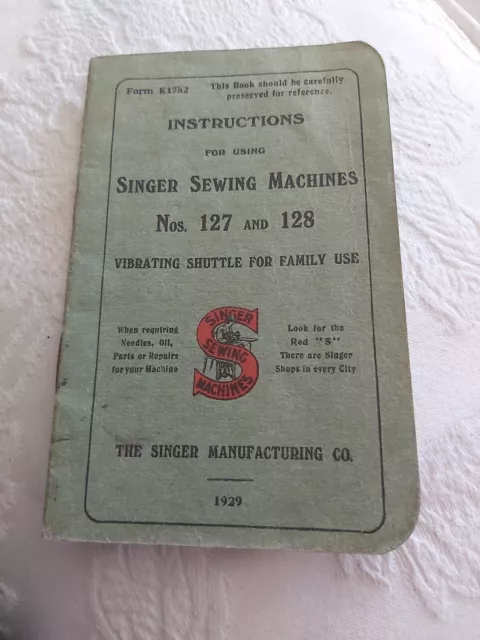 Form K1782
This Book should be carefully
preserved for reference.
INSTRUCTIONS
FOR USING
SINGER SEWING MACHINES
NOS. 127 AND 128
VIBRATING SHUTTLE FOR FAMILY USE
When requiring
Needles, Oil,
Parts or Repairs
for your Machine
SINGER
SEWING
MACHINES
Look for the
Red "S"
There are Singer
Shops in every City
THE SINGER MANUFACTURING CO.
1929